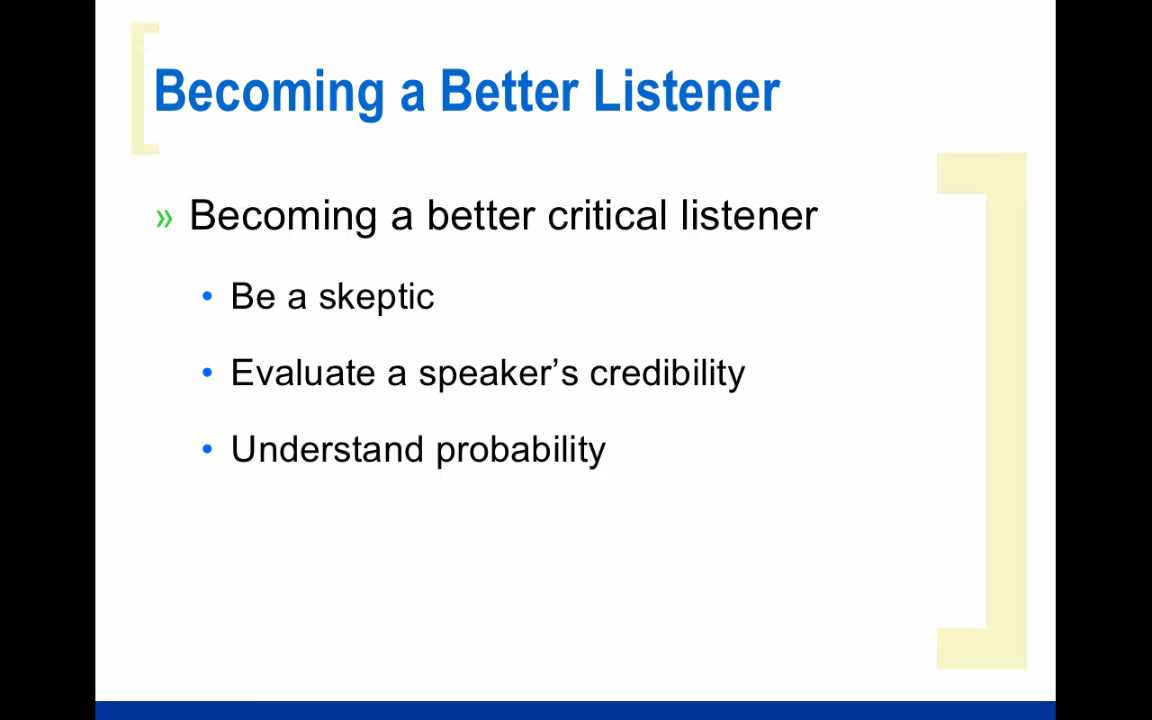 Becoming a Better Listener
» Becoming a better critical listener
• Be a skeptic
• Evaluate a speaker’s credibility
• Understand probability